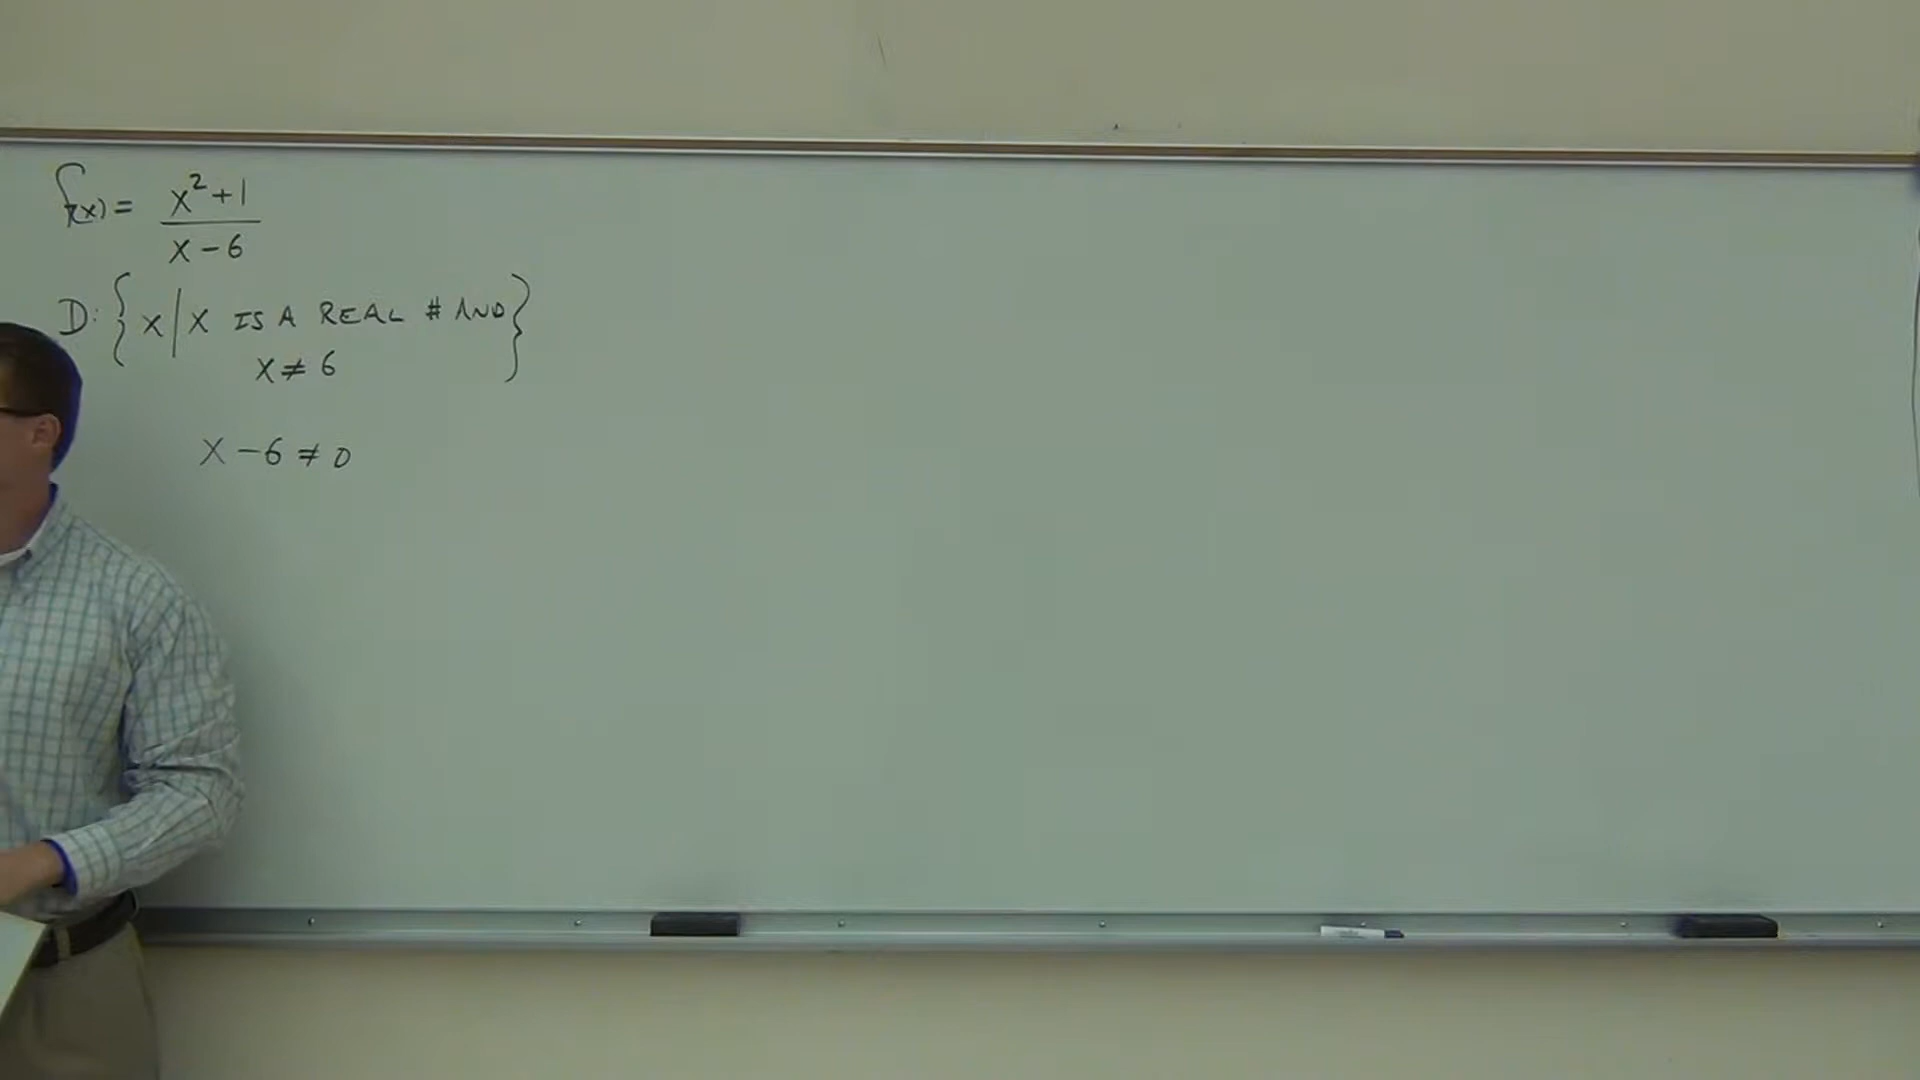 f(x) = x² + 1
x - 6
D: { x | x IS A REAL # AND }
x ≠ 6
x - 6 ≠ 0